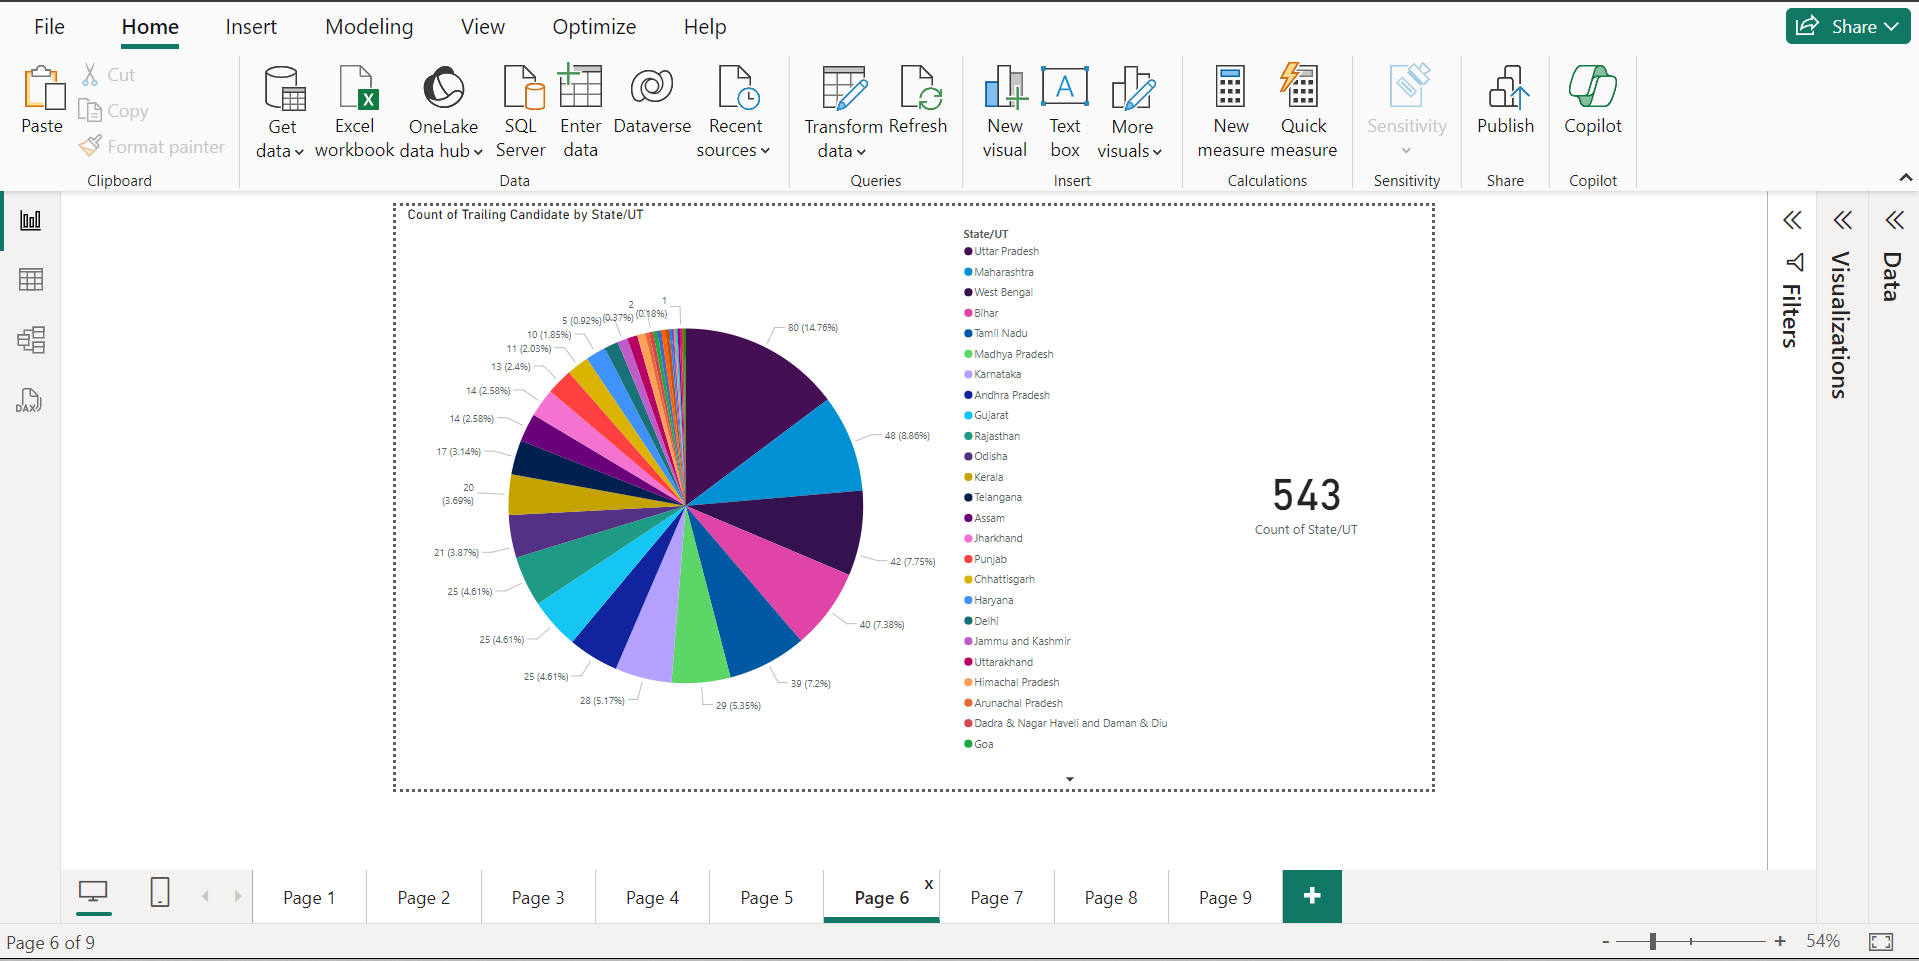 File Home Insert Modeling View Optimize Help Share
Paste
Cut
Copy
Format painter
Clipboard
Get data
Excel workbook
OneLake data hub
SQL Server
Enter data
Dataverse
Recent sources
Data
Transform data
Refresh
Queries
New visual
Text box
More visuals
Insert
New measure
Quick measure
Calculations
Sensitivity
Sensitivity
Publish
Share
Copilot
Copilot
DAX
Count of Trailing Candidate by State/UT
80 (14.76%)
48 (8.86%)
42 (7.75%)
40 (7.38%)
39 (7.2%)
29 (5.35%)
28 (5.17%)
25 (4.61%)
25 (4.61%)
25 (4.61%)
21 (3.87%)
20
(3.69%)
17 (3.14%)
14 (2.58%)
14 (2.58%)
13 (2.4%)
11 (2.03%)
10 (1.85%)
5 (0.92%)
2
(0.37%)
1
(0.18%)
State/UT
Uttar Pradesh
Maharashtra
West Bengal
Bihar
Tamil Nadu
Madhya Pradesh
Karnataka
Andhra Pradesh
Gujarat
Rajasthan
Odisha
Kerala
Telangana
Assam
Jharkhand
Punjab
Chhattisgarh
Haryana
Delhi
Jammu and Kashmir
Uttarakhand
Himachal Pradesh
Arunachal Pradesh
Dadra & Nagar Haveli and Daman & Diu
Goa
543
Count of State/UT
Filters
Visualizations
Data
Page 1 Page 2 Page 3 Page 4 Page 5 Page 6 x Page 7 Page 8 Page 9 +
Page 6 of 9
- + 54%